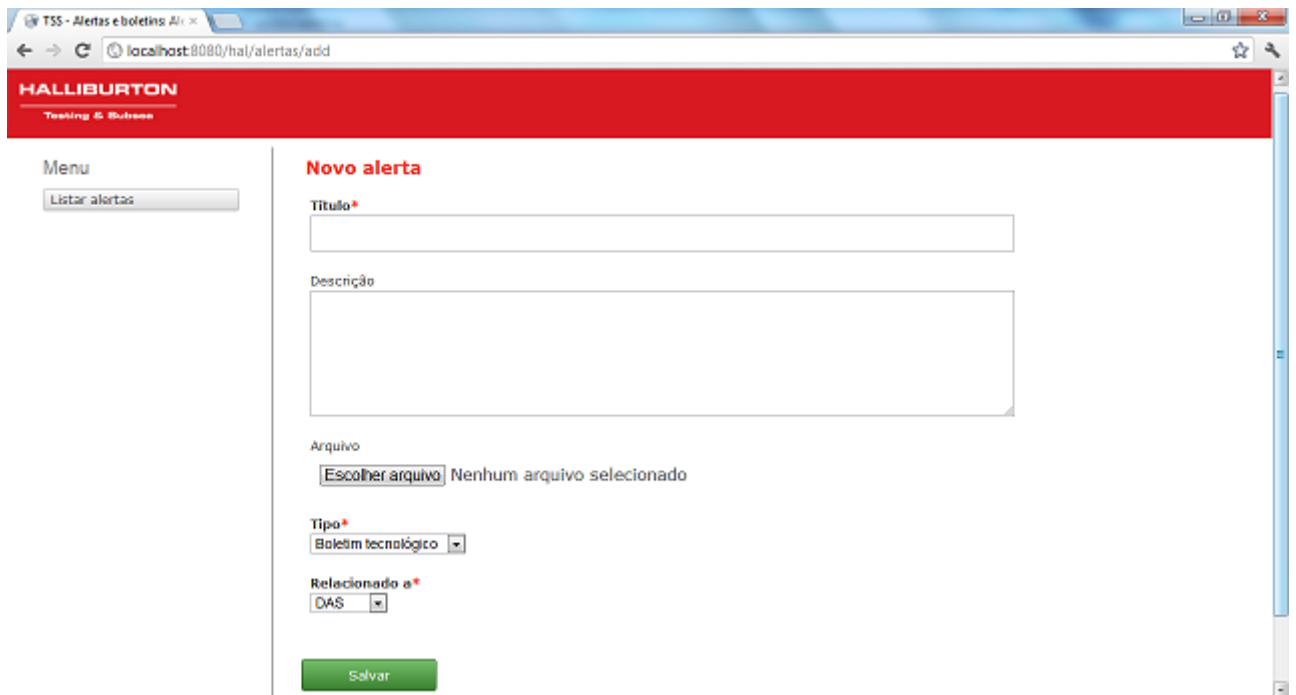 TSS - Alertas e boletins: Ale
localhost:8080/hal/alertas/add
HALLIBURTON
Testing & Subsea
Menu
Listar alertas
Novo alerta
Título*
Descrição
Arquivo
Escolher arquivo Nenhum arquivo selecionado
Tipo*
Boletim tecnológico
Relacionado a*
DAS
Salvar